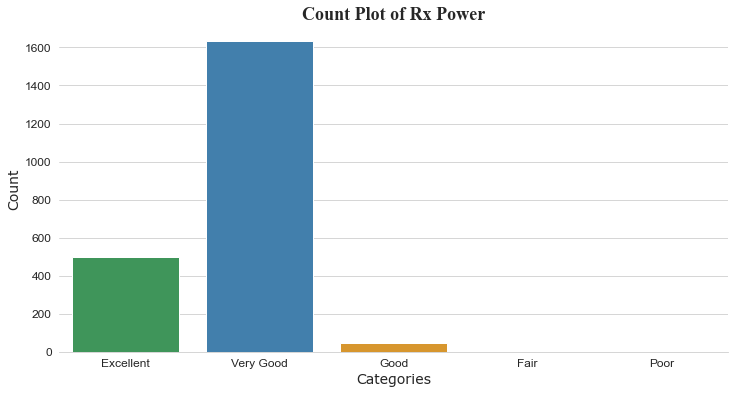 Count Plot of Rx Power
1600
1400
1200
1000
800
600
400
200
0
Count
Excellent Very Good Good Fair Poor
Categories